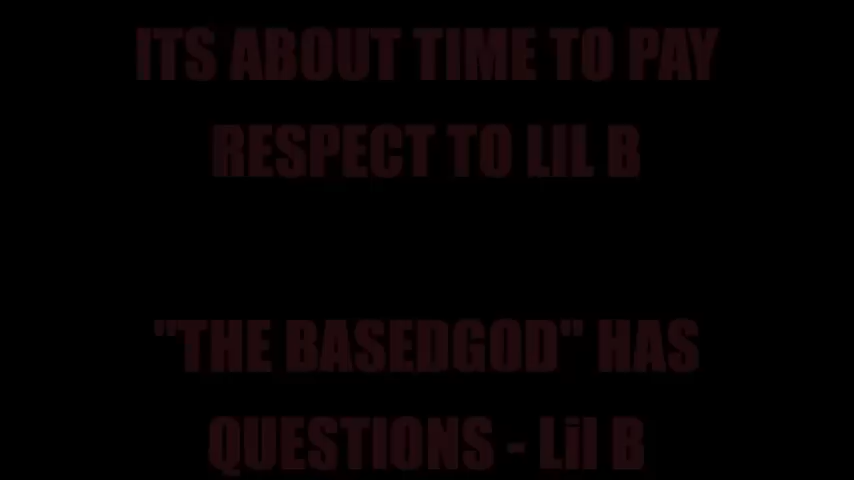 ITS ABOUT TIME TO PAY
RESPECT TO LIL B
"THE BASEDGOD" HAS
QUESTIONS - Lil B